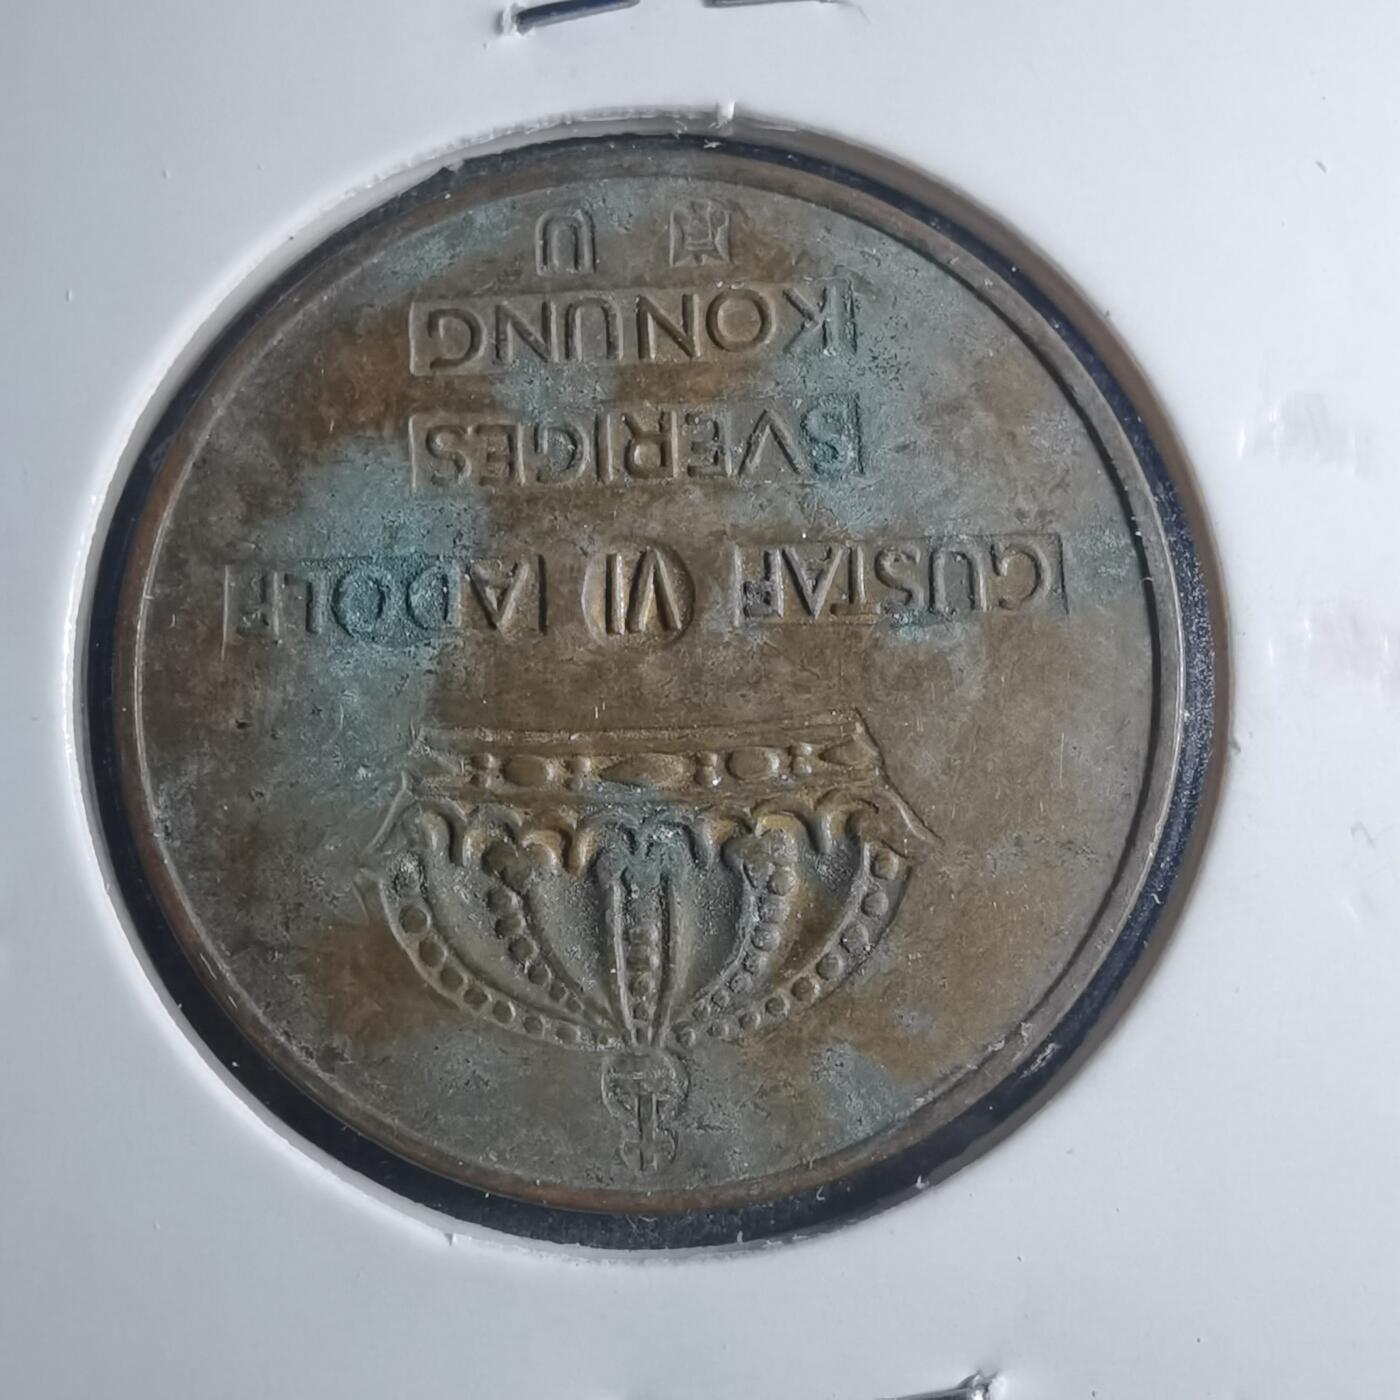 GUSTAF VI ADOLF
SVERIGES
KONUNG
U